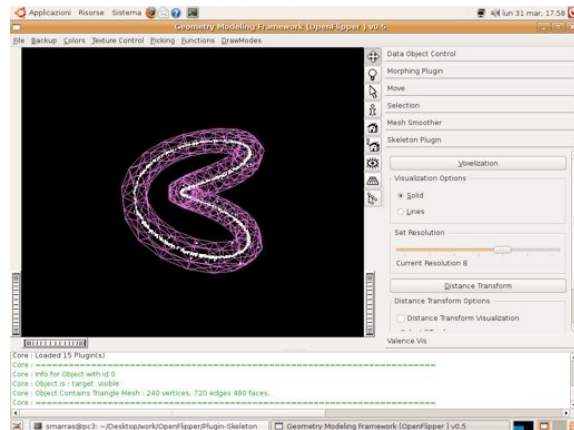 Applicazioni Risorse Sistema
lun 31 mar, 17.58
Geometry Modeling Framework (OpenFlipper ) v0.5
File Backup Colors Texture Control Picking Functions DrawModes
Data Object Control
Morphing Plugin
Move
Selection
Mesh Smoother
Skeleton Plugin
Voxelization
Visualization Options
Solid
Lines
Set Resolution
Current Resolution 8
Distance Transform
Distance Transform Options
Distance Transform Visualization
Valence Vis
Core : Loaded 15 Plugin(s)
Core : ==========================================================
Core : Info for Object with id 0
Core : Object is : target visible
Core : Object Contains Triangle Mesh : 240 vertices, 720 edges 480 faces.
Core : ==========================================================
smarras@pc3: ~/Desktop/work/OpenFlipper/Plugin-Skeleton
Geometry Modeling Framework (OpenFlipper ) v0.5